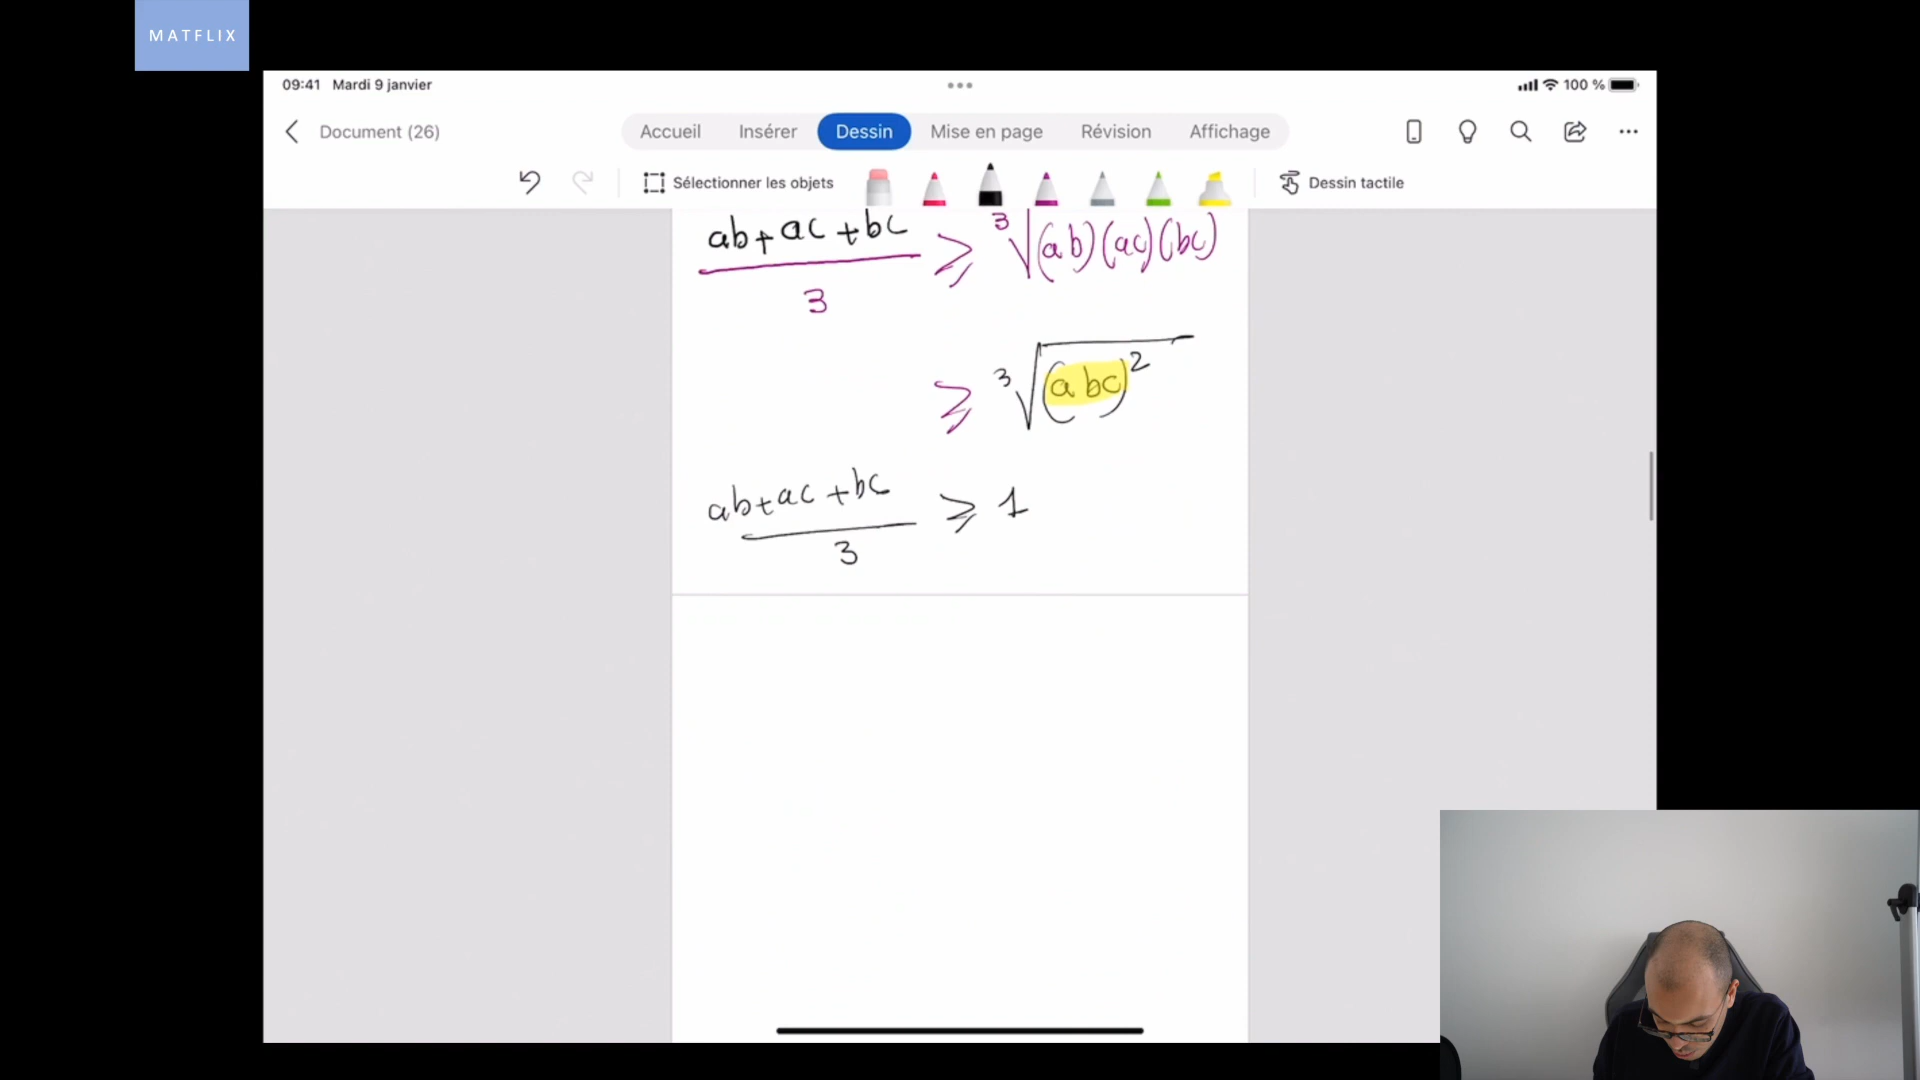 MATFLIX
09:41 Mardi 9 janvier
100 %
Document (26)
Accueil Insérer Dessin Mise en page Révision Affichage
Sélectionner les objets
Dessin tactile
(ab+ac+bc)/3 ⩾ ³√(ab)(ac)(bc)
⩾ ³√(abc)²
(ab+ac+bc)/3 ⩾ 1